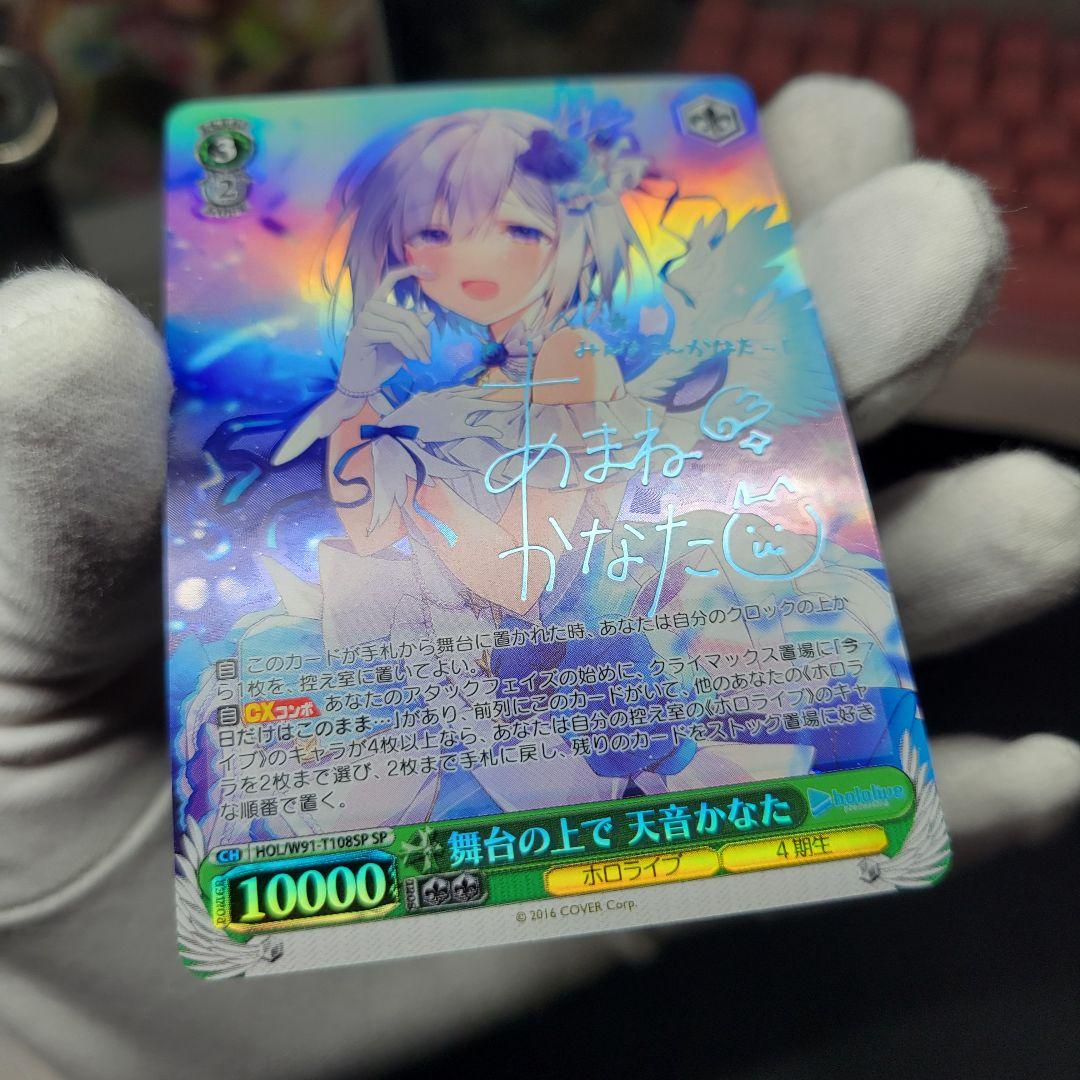 3
2
みんなこんかなた〜！
あまね
かなた
自 このカードが手札から舞台に置かれた時、あなたは自分のクロックの上か
ら1枚を、控え室に置いてよい。
自 CXコンボ あなたのアタックフェイズの始めに、クライマックス置場に「今
日だけはこのまま…」があり、前列にこのカードがいて、他のあなたの《ホロラ
イブ》のキャラが4枚以上なら、あなたは自分の控え室の《ホロライブ》のキャ
ラを2枚まで選び、2枚まで手札に戻し、残りのカードをストック置場に好き
な順番で置く。
CH HOL/W91-T108SP SP 舞台の上で 天音かなた hololive
POWER 10000 SOUL ホロライブ 4期生
© 2016 COVER Corp.